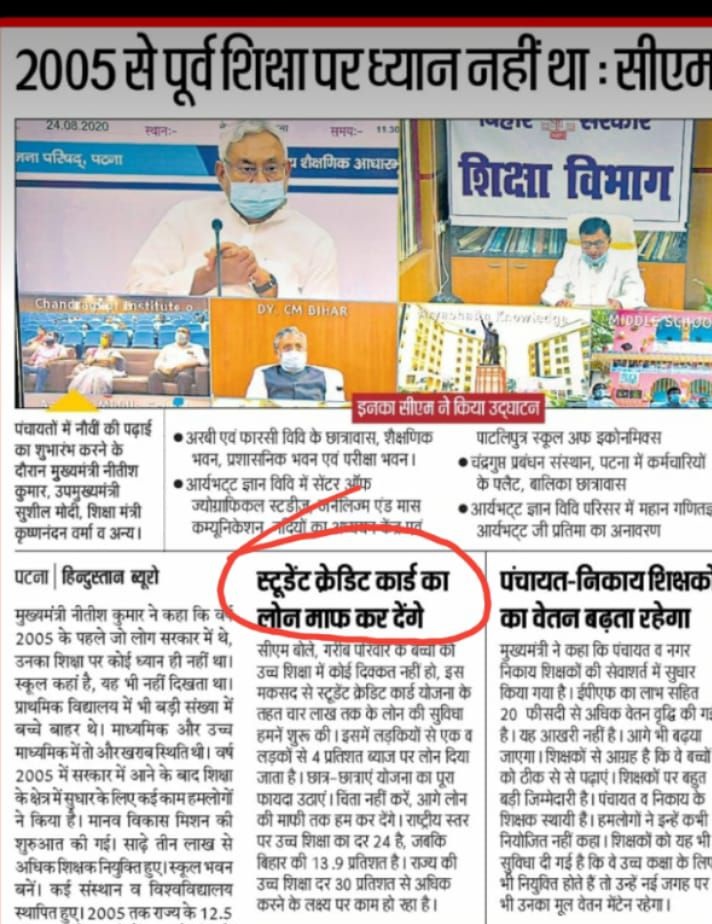 2005 से पूर्व शिक्षा पर ध्यान नहीं था : सीएम
24.08.2020
स्थान:-
समय:- 11.30
पटना
शैक्षणिक
बिहार सरकार
शिक्षा विभाग
DY. CM BIHAR
Knowledge
MIDDLE SCHOO
इनका सीएम ने किया उद्घाटन
पंचायतों में नौवीं की पढ़ाई
का शुभारंभ करने के
दौरान मुख्यमंत्री नीतीश
कुमार, उपमुख्यमंत्री
सुशील मोदी, शिक्षा मंत्री
कृष्णनंदन वर्मा व अन्य।
● अरबी एवं फारसी विवि के छात्रावास, शैक्षणिक
भवन, प्रशासनिक भवन एवं परीक्षा भवन।
● आर्यभट्ट ज्ञान विवि में सेंटर ऑफ
ज्योग्राफिकल स्टडीज, जर्नलिज्म एंड मास
कम्यूनिकेशन, नदियों का अध्ययन केंद्र एवं
पाटलिपुत्र स्कूल अफ इकोनमिक्स
● चंद्रगुप्त प्रबंधन संस्थान, पटना में कर्मचारियों
के फ्लैट, बालिका छात्रावास
● आर्यभट्ट ज्ञान विवि परिसर में महान गणितज्ञ
आर्यभट्ट जी प्रतिमा का अनावरण
पटना | हिन्दुस्तान ब्यूरो
मुख्यमंत्री नीतीश कुमार ने कहा कि वर्ष
2005 के पहले जो लोग सरकार में थे,
उनका शिक्षा पर कोई ध्यान ही नहीं था।
स्कूल कहां है, यह भी नहीं दिखता था।
प्राथमिक विद्यालय में भी बड़ी संख्या में
बच्चे बाहर थे। माध्यमिक और उच्च
माध्यमिक में तो और खराब स्थिति थी। वर्ष
2005 में सरकार में आने के बाद शिक्षा
के क्षेत्र में सुधार के लिए कई काम हमलोगों
ने किया है। मानव विकास मिशन की
शुरुआत की गई। साढ़े तीन लाख से
अधिक शिक्षक नियुक्ति हुए। स्कूल भवन
बनें। कई संस्थान व विश्वविद्यालय
स्थापित हुए। 2005 तक राज्य के 12.5
स्टूडेंट क्रेडिट कार्ड का
लोन माफ कर देंगे
सीएम बोले, गरीब परिवार के बच्चों को
उच्च शिक्षा में कोई दिक्कत नहीं हो, इस
मकसद से स्टूडेंट क्रेडिट कार्ड योजना के
तहत चार लाख तक के लोन की सुविधा
हमनें शुरू की। इसमें लड़कियों से एक व
लड़कों से 4 प्रतिशत ब्याज पर लोन दिया
जाता है। छात्र-छात्राएं योजना का पूरा
फायदा उठाएं। चिंता नहीं करें, आगे लोन
की माफी तक हम कर देंगे। राष्ट्रीय स्तर
पर उच्च शिक्षा का दर 24 है, जबकि
बिहार की 13.9 प्रतिशत है। राज्य की
उच्च शिक्षा दर 30 प्रतिशत से अधिक
करने के लक्ष्य पर काम हो रहा है।
पंचायत-निकाय शिक्षकों
का वेतन बढ़ता रहेगा
मुख्यमंत्री ने कहा कि पंचायत व नगर
निकाय शिक्षकों की सेवाशर्त में सुधार
किया गया है। ईपीएफ का लाभ सहित
20 फीसदी से अधिक वेतन वृद्धि की गई
है। यह आखरी नहीं है। आगे भी बढ़या
जाएगा। शिक्षकों से आग्रह है कि वे बच्चों
को ठीक से से पढ़ाएं। शिक्षकों पर बहुत
बड़ी जिम्मेदारी है। पंचायत व निकाय के
शिक्षक स्थायी है। हमलोगों ने इन्हें कभी
नियोजित नहीं कहा। शिक्षकों को यह भी
सुविधा दी गई है कि वे उच्च कक्षा के लिए
भी नियुक्त होते हैं तो उन्हें नई जगह पर
भी उनका मूल वेतन मेंटेन रहेगा।